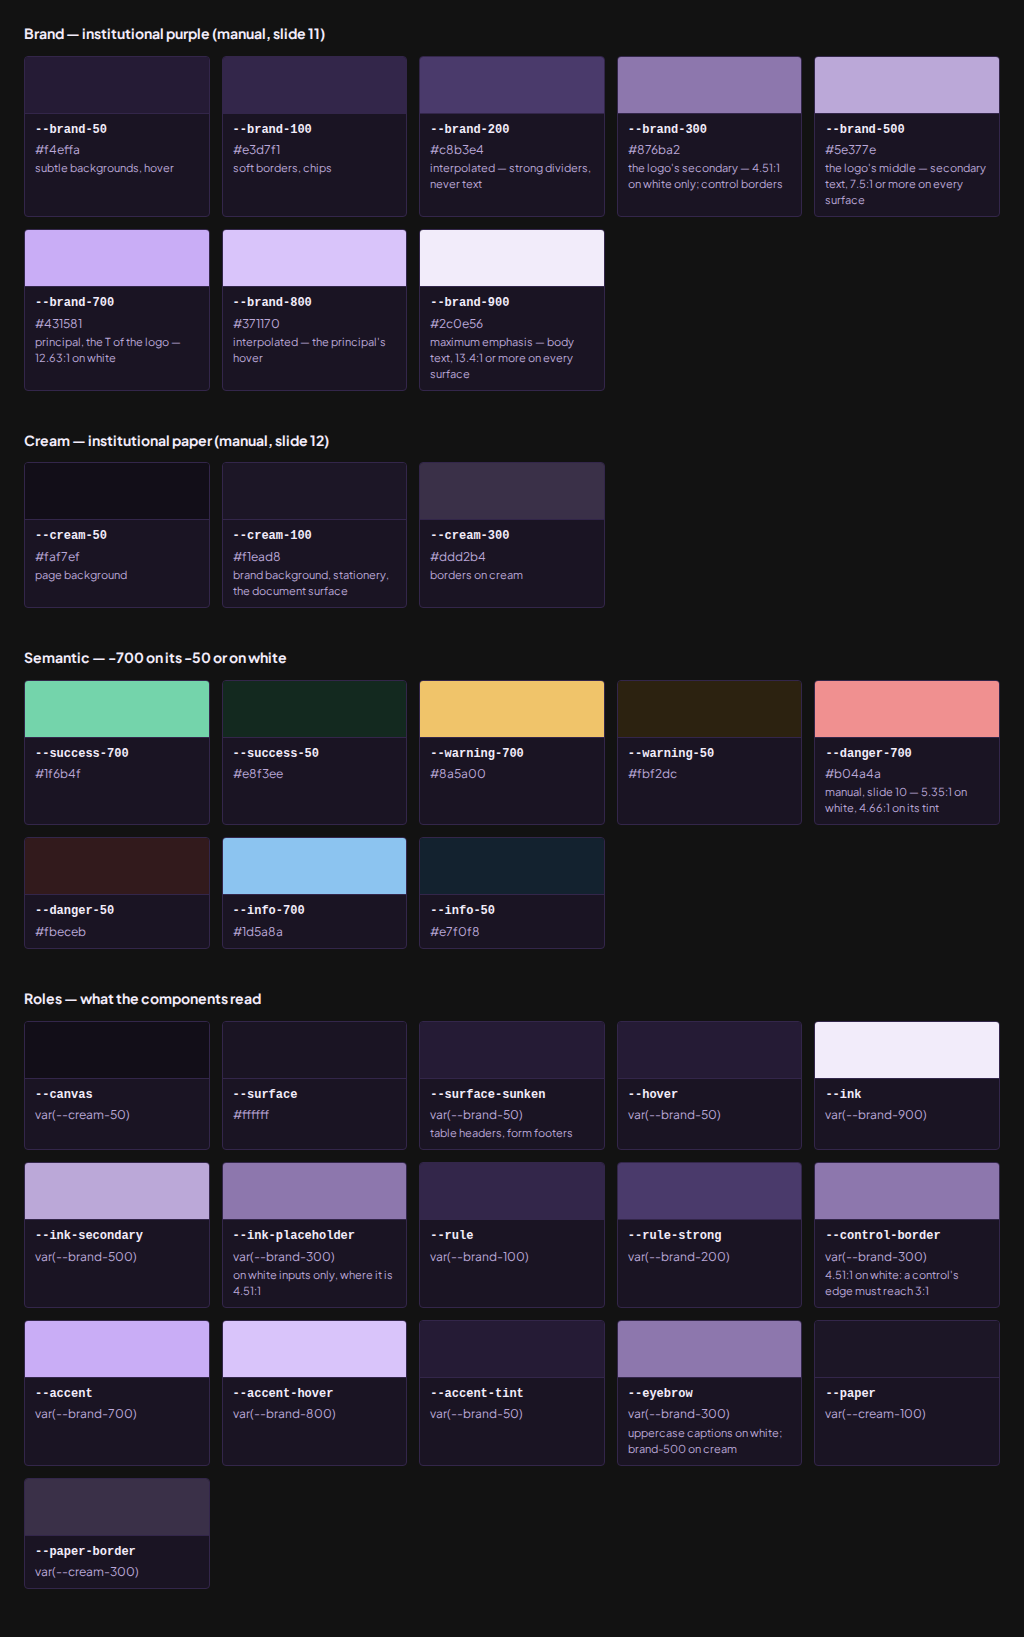 Brand — institutional purple (manual, slide 11)
--brand-50
#f4effa
subtle backgrounds, hover
--brand-100
#e3d7f1
soft borders, chips
--brand-200
#c8b3e4
interpolated — strong dividers,
never text
--brand-300
#876ba2
the logo's secondary — 4.51:1
on white only; control borders
--brand-500
#5e377e
the logo's middle — secondary
text, 7.5:1 or more on every
surface
--brand-700
#431581
principal, the T of the logo —
12.63:1 on white
--brand-800
#371170
interpolated — the principal's
hover
--brand-900
#2c0e56
maximum emphasis — body
text, 13.4:1 or more on every
surface
Cream — institutional paper (manual, slide 12)
--cream-50
#faf7ef
page background
--cream-100
#f1ead8
brand background, stationery,
the document surface
--cream-300
#ddd2b4
borders on cream
Semantic — -700 on its -50 or on white
--success-700
#1f6b4f
--success-50
#e8f3ee
--warning-700
#8a5a00
--warning-50
#fbf2dc
--danger-700
#b04a4a
manual, slide 10 — 5.35:1 on
white, 4.66:1 on its tint
--danger-50
#fbeceb
--info-700
#1d5a8a
--info-50
#e7f0f8
Roles — what the components read
--canvas
var(--cream-50)
--surface
#ffffff
--surface-sunken
var(--brand-50)
table headers, form footers
--hover
var(--brand-50)
--ink
var(--brand-900)
--ink-secondary
var(--brand-500)
--ink-placeholder
var(--brand-300)
on white inputs only, where it is
4.51:1
--rule
var(--brand-100)
--rule-strong
var(--brand-200)
--control-border
var(--brand-300)
4.51:1 on white: a control's
edge must reach 3:1
--accent
var(--brand-700)
--accent-hover
var(--brand-800)
--accent-tint
var(--brand-50)
--eyebrow
var(--brand-300)
uppercase captions on white;
brand-500 on cream
--paper
var(--cream-100)
--paper-border
var(--cream-300)